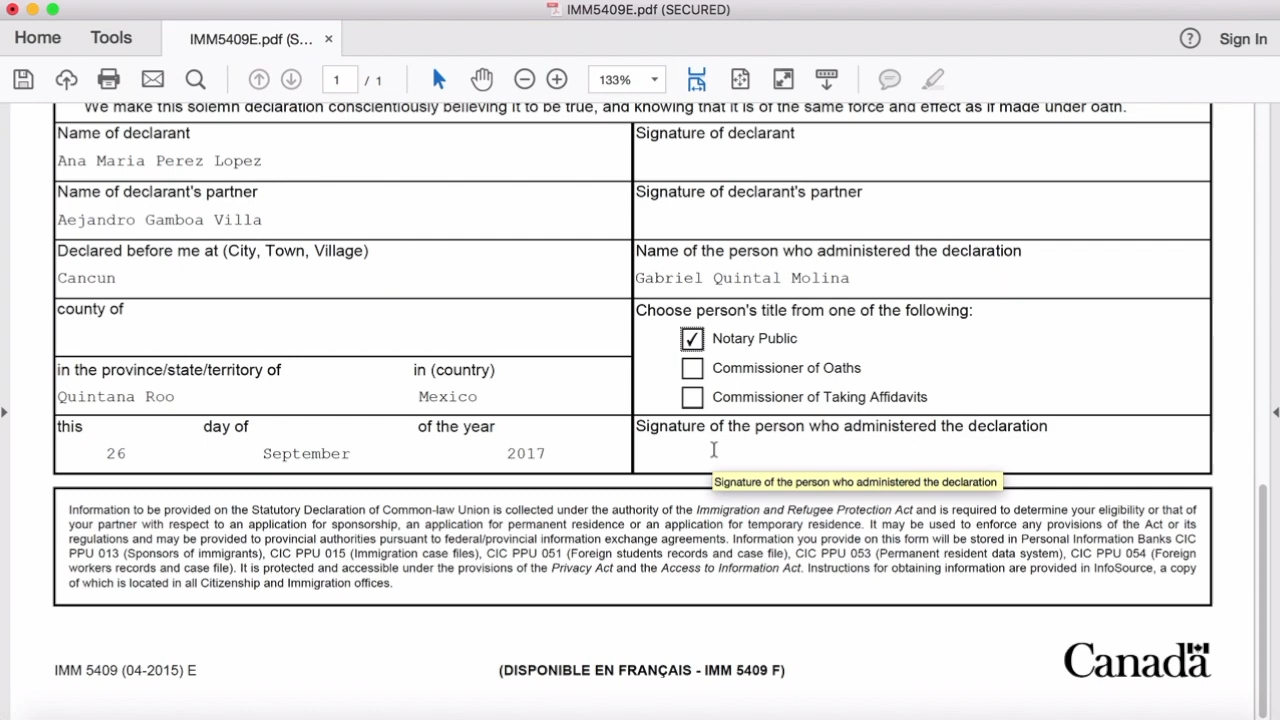 IMM5409E.pdf (SECURED)
Home Tools IMM5409E.pdf (S... × ? Sign In
1 / 1 133%
We make this solemn declaration conscientiously believing it to be true, and knowing that it is of the same force and effect as if made under oath.
Name of declarant Signature of declarant
Ana Maria Perez Lopez
Name of declarant's partner Signature of declarant's partner
Aejandro Gamboa Villa
Declared before me at (City, Town, Village) Name of the person who administered the declaration
Cancun Gabriel Quintal Molina
county of Choose person's title from one of the following:
✓ Notary Public
Commissioner of Oaths
in the province/state/territory of in (country)
Quintana Roo Mexico Commissioner of Taking Affidavits
this day of of the year Signature of the person who administered the declaration
26 September 2017
Signature of the person who administered the declaration
Information to be provided on the Statutory Declaration of Common-law Union is collected under the authority of the Immigration and Refugee Protection Act and is required to determine your eligibility or that of
your partner with respect to an application for sponsorship, an application for permanent residence or an application for temporary residence. It may be used to enforce any provisions of the Act or its
regulations and may be provided to provincial authorities pursuant to federal/provincial information exchange agreements. Information you provide on this form will be stored in Personal Information Banks CIC
PPU 013 (Sponsors of immigrants), CIC PPU 015 (Immigration case files), CIC PPU 051 (Foreign students records and case file), CIC PPU 053 (Permanent resident data system), CIC PPU 054 (Foreign
workers records and case file). It is protected and accessible under the provisions of the Privacy Act and the Access to Information Act. Instructions for obtaining information are provided in InfoSource, a copy
of which is located in all Citizenship and Immigration offices.
IMM 5409 (04-2015) E (DISPONIBLE EN FRANÇAIS - IMM 5409 F) Canada